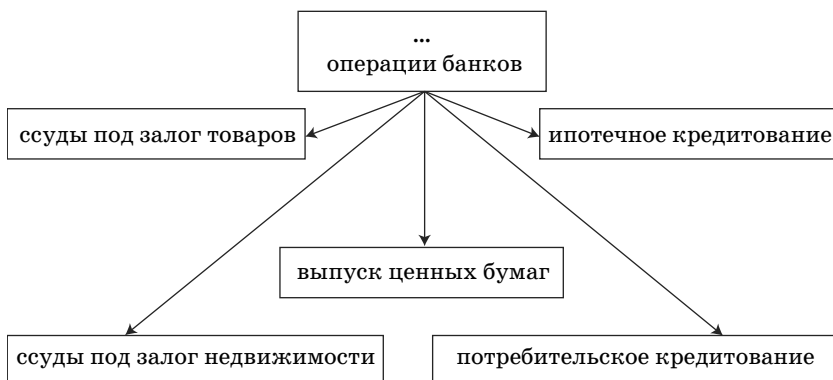 ...
операции банков
ссуды под залог товаров
ипотечное кредитование
выпуск ценных бумаг
ссуды под залог недвижимости
потребительское кредитование